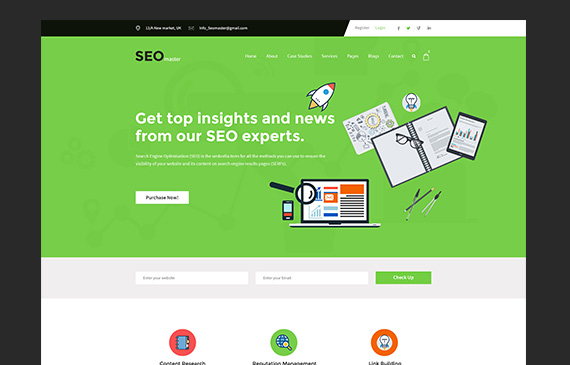 12/A New market, UK Info_Seomaster@gmail.com Register Login
SEO master
Home About Case Studies Services Pages Blogs Contact
Get top insights and news
from our SEO experts.
Search Engine Optimization (SEO) is the umbrella term for all the methods you can use to ensure the
visibility of your website and its content on search engine results pages (SERPs).
Purchase Now!
Enter your website Enter your Email Check Up
Content Research Reputation Management Link Building